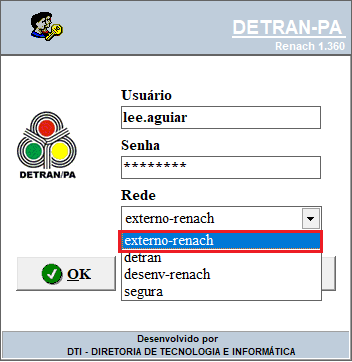 DETRAN-PA
Renach 1.360
Usuário
lee.aguiar
Senha
********
DETRAN/PA
Rede
externo-renach
externo-renach
detran
desenv-renach
segura
OK
Desenvolvido por
DTI - DIRETORIA DE TECNOLOGIA E INFORMÁTICA